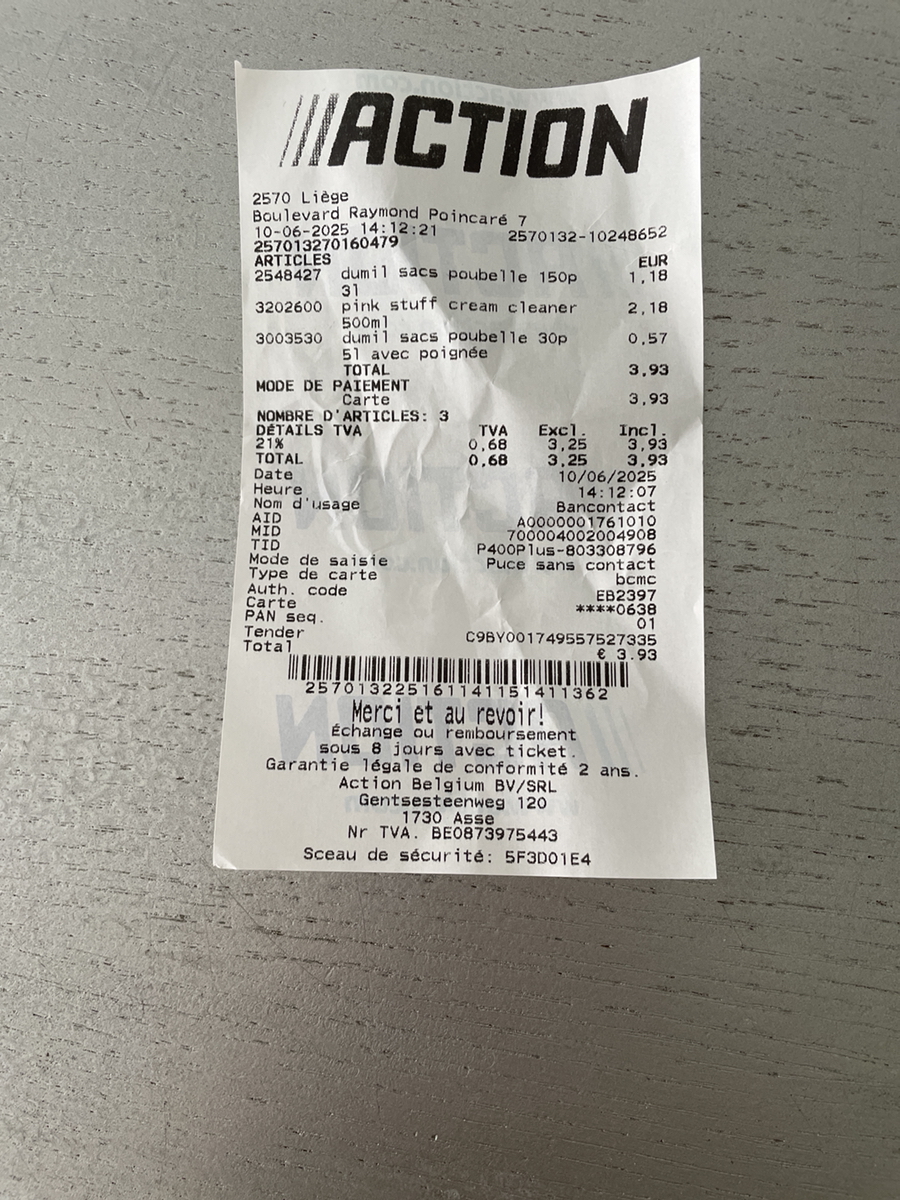 ACTION
2570 Liège
Boulevard Raymond Poincaré 7
10-06-2025 14:12:21 2570132-10248652
257013270160479
ARTICLES EUR
2548427 dumil sacs poubelle 150p 1,18
3l
3202600 pink stuff cream cleaner 2,18
500ml
3003530 dumil sacs poubelle 30p 0,57
5l avec poignée
TOTAL 3,93
MODE DE PAIEMENT
Carte 3,93
NOMBRE D'ARTICLES: 3
DÉTAILS TVA TVA Excl. Incl.
21% 0,68 3,25 3,93
TOTAL 0,68 3,25 3,93
Date 10/06/2025
Heure 14:12:07
Nom d'usage Bancontact
AID A0000001761010
MID 700004002004908
TID P400Plus-803308796
Mode de saisie Puce sans contact
Type de carte bcmc
Auth. code EB2397
Carte ****0638
PAN seq. 01
Tender C9BY001749557527335
Total € 3.93
2570132251611411514113​62
Merci et au revoir!
Échange ou remboursement
sous 8 jours avec ticket.
Garantie légale de conformité 2 ans.
Action Belgium BV/SRL
Gentsesteenweg 120
1730 Asse
Nr TVA. BE0873975443
Sceau de sécurité: 5F3D01E4